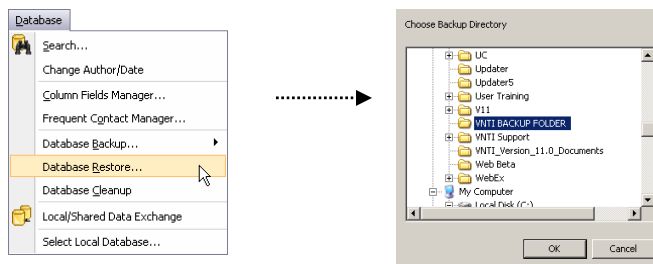 Database
Search...
Change Author/Date
Column Fields Manager...
Frequent Contact Manager...
Database Backup...
Database Restore...
Database Cleanup
Local/Shared Data Exchange
Select Local Database...
Choose Backup Directory
UC
Updater
Updater5
User Training
V11
VNTI BACKUP FOLDER
VNTI Support
VNTI_Version_11.0_Documents
Web Beta
WebEx
My Computer
Local Disk (C:)
OK Cancel